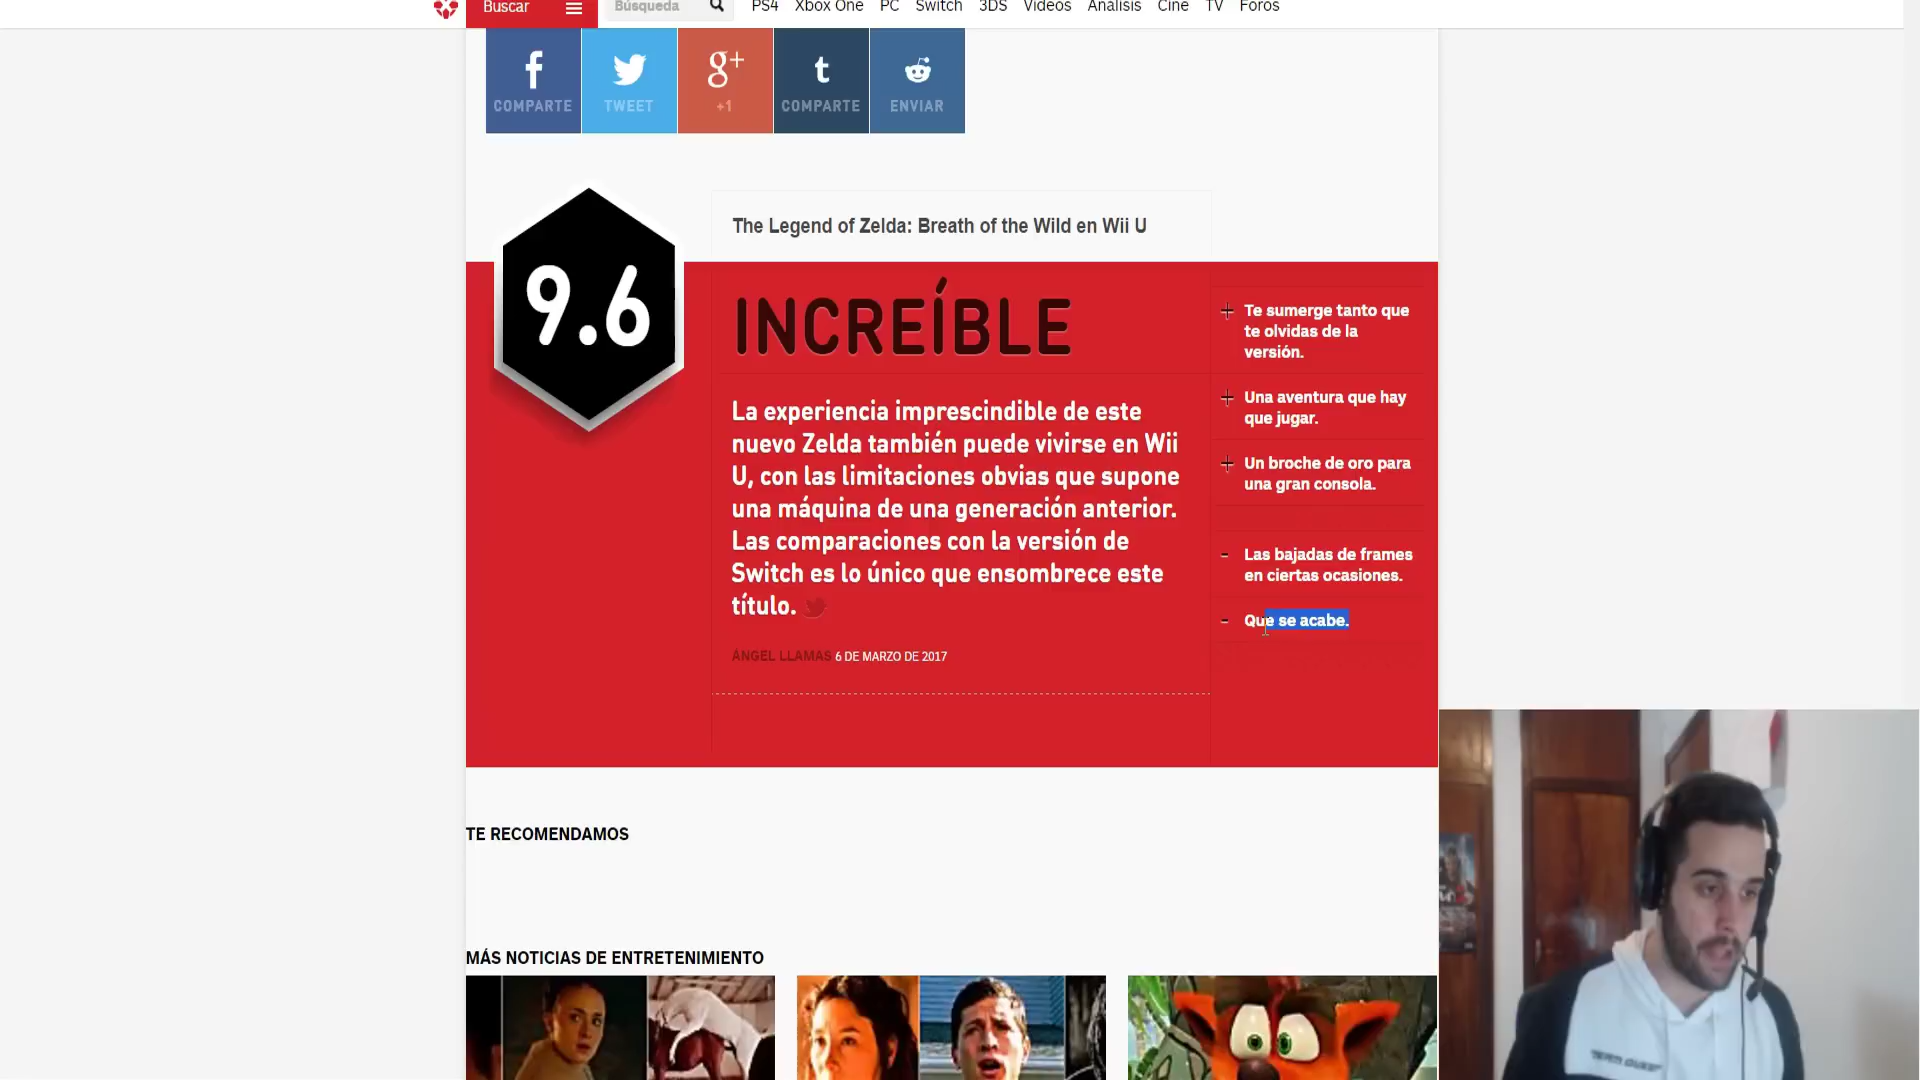 Buscar
Búsqueda
PS4 Xbox One PC Switch 3DS Vídeos Análisis Cine TV Foros
COMPARTE TWEET +1 COMPARTE ENVIAR
The Legend of Zelda: Breath of the Wild en Wii U
9.6
INCREÍBLE
La experiencia imprescindible de este
nuevo Zelda también puede vivirse en Wii
U, con las limitaciones obvias que supone
una máquina de una generación anterior.
Las comparaciones con la versión de
Switch es lo único que ensombrece este
título.
ÁNGEL LLAMAS 6 DE MARZO DE 2017
+ Te sumerge tanto que
te olvidas de la
versión.
+ Una aventura que hay
que jugar.
+ Un broche de oro para
una gran consola.
- Las bajadas de frames
en ciertas ocasiones.
- Que se acabe.
TE RECOMENDAMOS
MÁS NOTICIAS DE ENTRETENIMIENTO